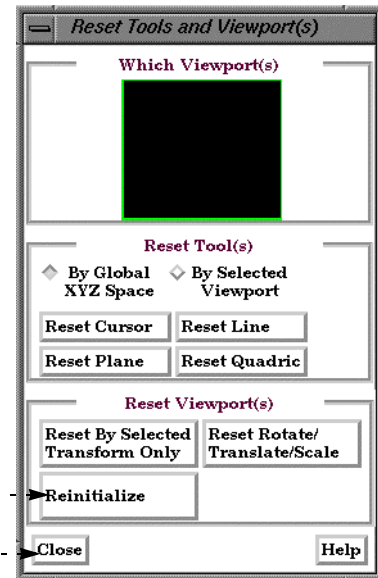 Reset Tools and Viewport(s)
Which Viewport(s)
Reset Tool(s)
By Global
XYZ Space
By Selected
Viewport
Reset Cursor
Reset Line
Reset Plane
Reset Quadric
Reset Viewport(s)
Reset By Selected
Transform Only
Reset Rotate/
Translate/Scale
Reinitialize
Close
Help